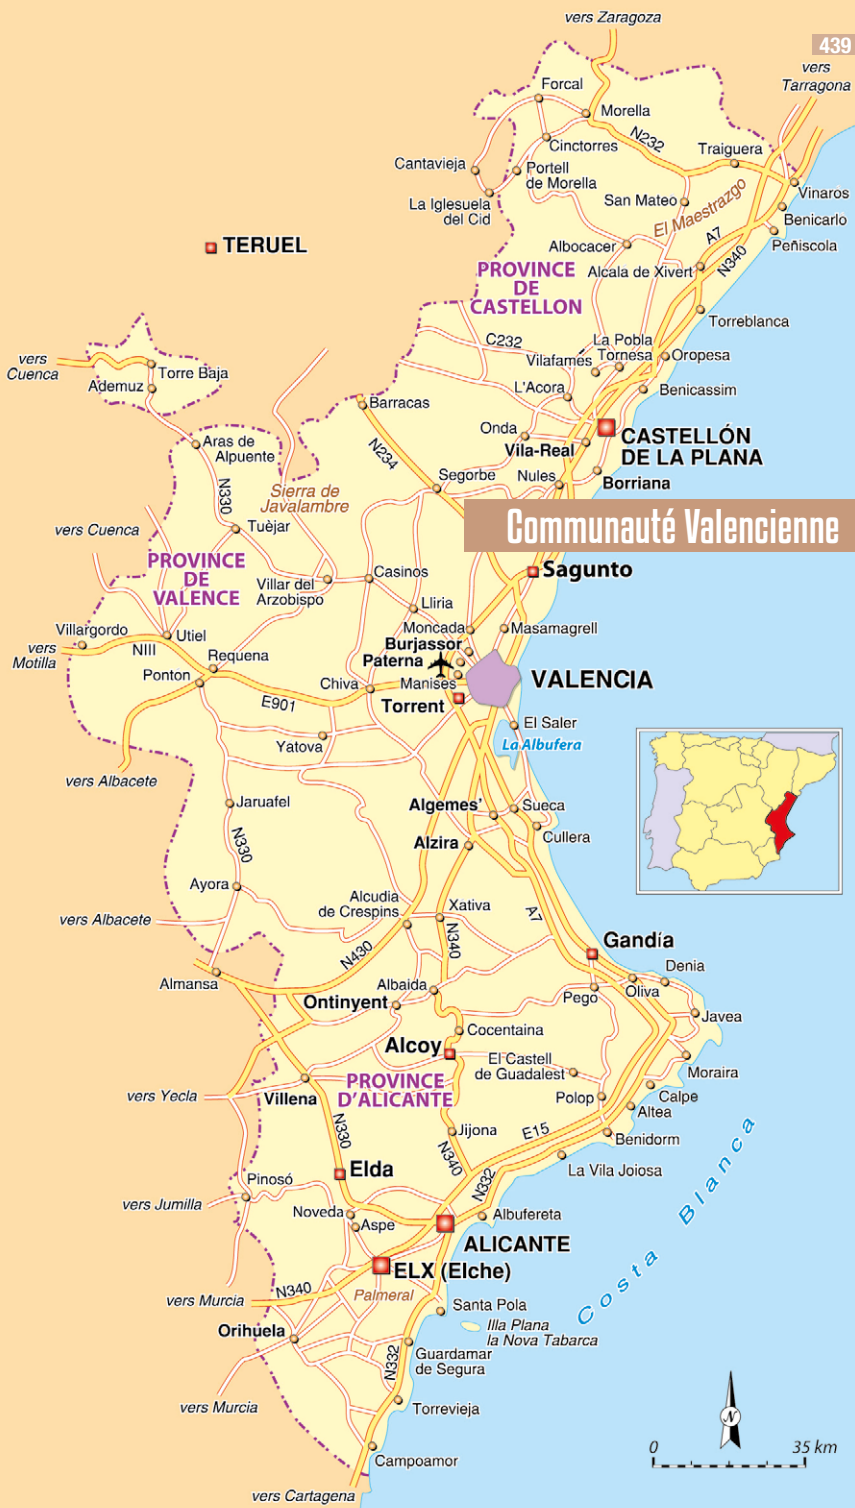 vers Zaragoza
439
vers
Tarragona
Forcal
Morella
N232
Cinctorres
Traiguera
Cantavieja
Portell
de Morella
Vinaròs
La Iglesuela
del Cid
San Mateo
El Maestrazgo
Benicarlo
A7
Peñiscola
TERUEL
Albocacer
N340
PROVINCE
DE
CASTELLON
Alcala de Xivert
Torreblanca
C232
La Pobla
Tornesa
Vilafamés
Oropesa
vers
Cuenca
Torre Baja
Ademuz
L'Acora
Benicassim
Barracas
Onda
CASTELLÓN
DE LA PLANA
Aras de
Alpuente
Vila-Real
N234
Segorbe
Nules
Borriana
N330
Sierra de
Javalambre
Communauté Valencienne
vers Cuenca
Tuèjar
PROVINCE
DE
VALENCE
Villar del
Arzobispo
Casinos
Sagunto
Lliria
Villargordo
Utiel
Moncada
Masamagrell
vers
Motilla
NIII
Burjassor
Requena
Paterna
Ponton
Chiva
Manises
VALENCIA
E901
Torrent
El Saler
Yatova
La Albufera
vers Albacete
Jaruafel
Algemes'
Sueca
N330
Alzira
Cullera
Ayora
Alcudia
de Crespins
Xativa
A7
vers Albacete
N340
Gandía
N430
Denia
Almansa
Albaida
Oliva
Ontinyent
Pego
Javea
Cocentaina
Alcoy
El Castell
de Guadalest
Moraira
vers Yecla
Villena
PROVINCE
D'ALICANTE
Polop
Calpe
Altea
N330
E15
Jijona
Benidorm
Costa Blanca
N340
La Vila Joiosa
Elda
Pinosó
N332
vers Jumilla
Noveda
Aspe
Albufereta
ALICANTE
ELX (Elche)
N340
Palmeral
vers Murcia
Santa Pola
Orihuela
Illa Plana
la Nova Tabarca
Guardamar
de Segura
N332
vers Murcia
Torrevieja
N
0
35 km
Campoamor
vers Cartagena